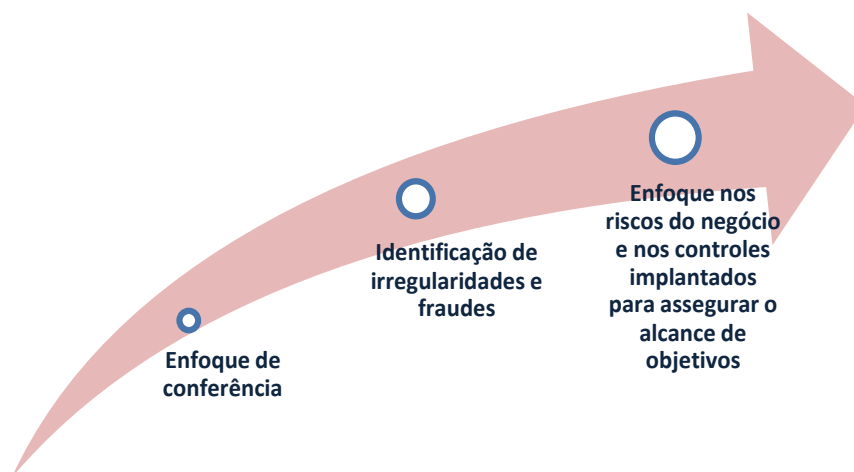 Enfoque de
conferência
Identificação de
irregularidades e
fraudes
Enfoque nos
riscos do negócio
e nos controles
implantados
para assegurar o
alcance de
objetivos